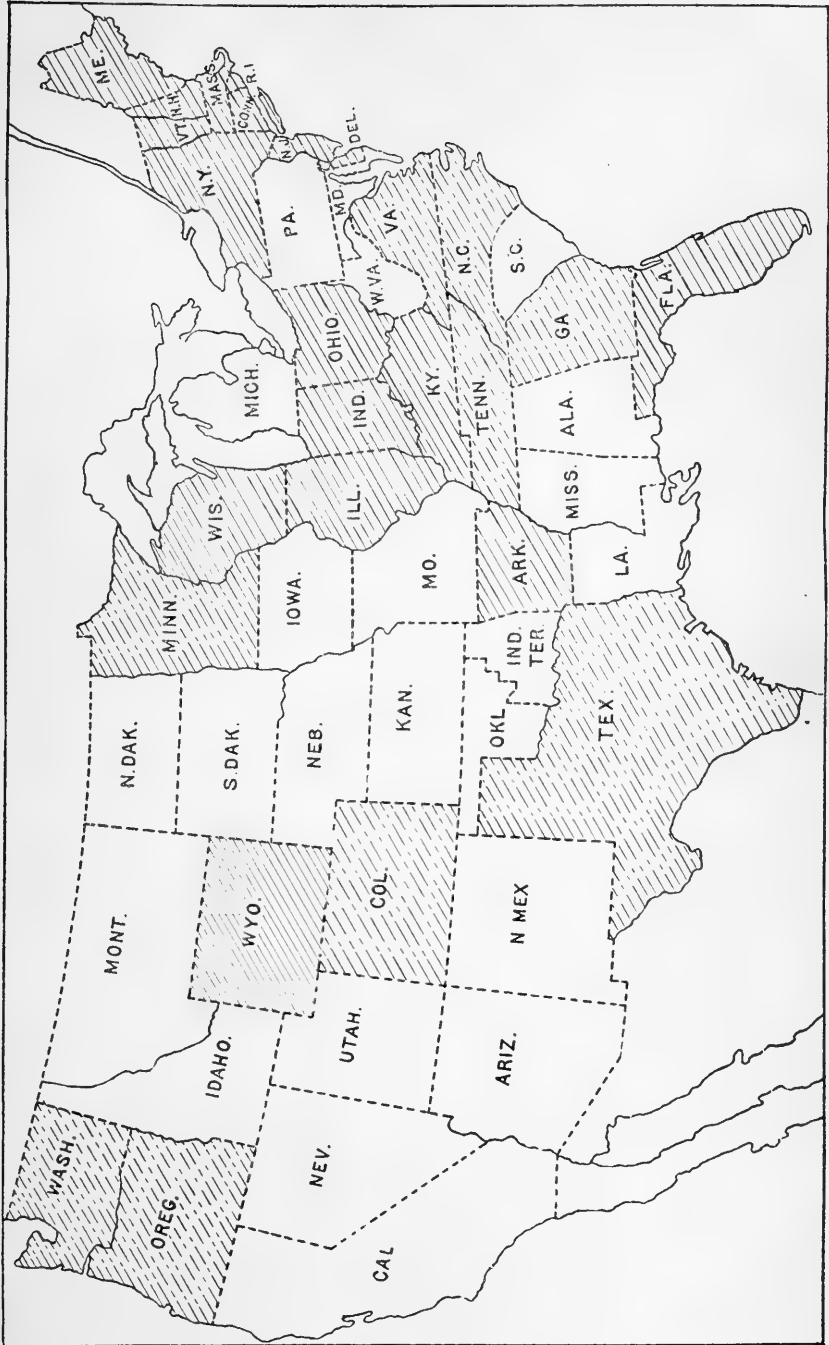 ME.
VT.
N.H.
MASS.
CONN.
R.I
N.Y.
N.J.
PA.
DEL.
MD.
VA.
W.VA.
N.C.
S.C.
GA
FLA.
OHIO.
IND.
KY.
TENN.
ALA.
MISS.
MICH.
WIS.
ILL.
MINN.
IOWA.
MO.
ARK.
LA.
N.DAK.
S.DAK.
NEB.
KAN.
IND.
TER.
OKL
TEX
MONT.
WYO.
COL.
N MEX
IDAHO.
UTAH.
ARIZ.
WASH.
OREG.
NEV.
CAL